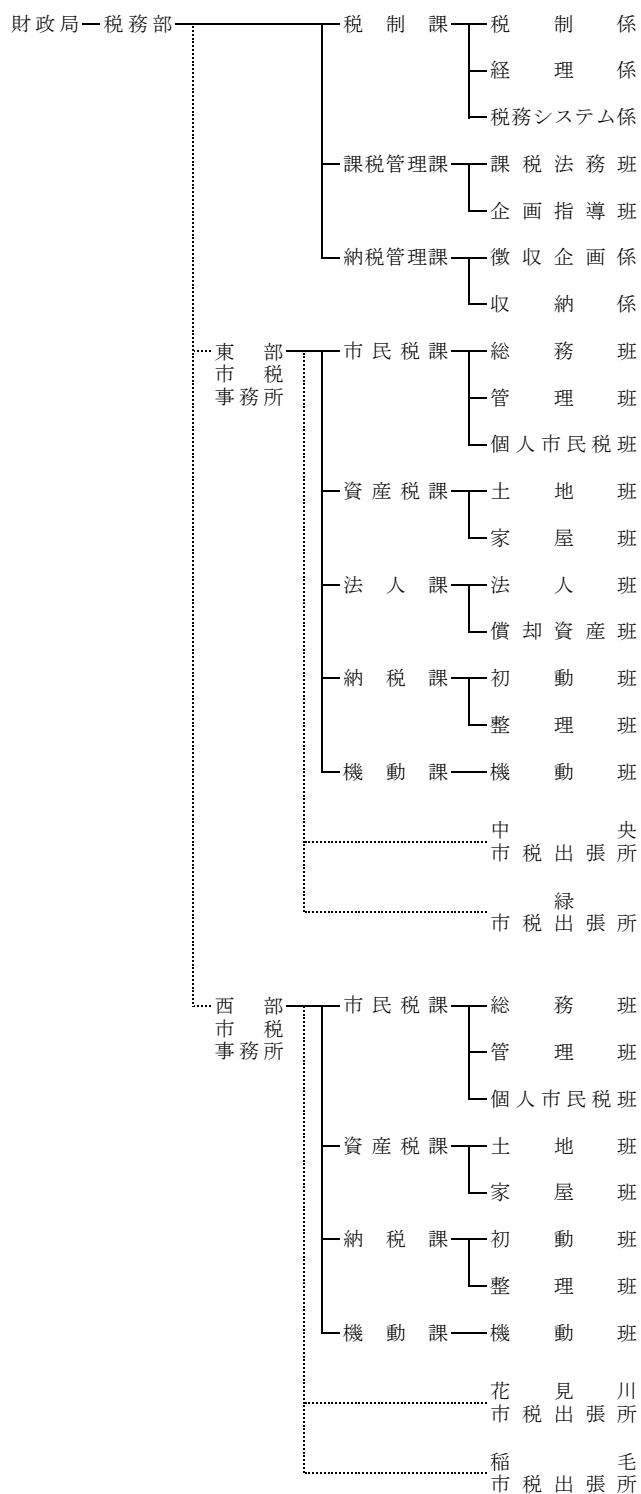 財政局 税務部 税制課 税制係
経理係
税務システム係
課税管理課 課税法務班
企画指導班
納税管理課 徴収企画係
収納係
東部 市民税課 総務班
市税
事務所
管理班
個人市民税班
資産税課 土地班
家屋班
法人課 法人班
償却資産班
納税課 初動班
整理班
機動課 機動班
中央
市税出張所
緑
市税出張所
西部 市民税課 総務班
市税
事務所
管理班
個人市民税班
資産税課 土地班
家屋班
納税課 初動班
整理班
機動課 機動班
花見川
市税出張所
稲毛
市税出張所